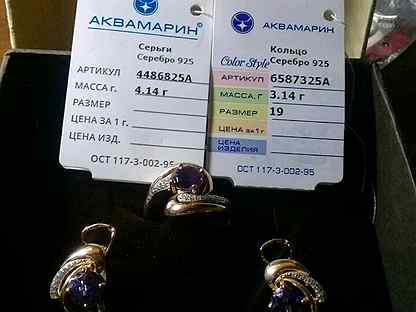 АКВАМАРИН
Серьги
Серебро 925
АРТИКУЛ 4486825А
МАССА г. 4.14 г
РАЗМЕР
ЦЕНА ЗА 1 г.
ЦЕНА ИЗД.
ОСТ 117-3-002-95
АКВАМАРИН
Кольцо
Color Style Серебро 925
АРТИКУЛ 6587325А
МАССА, Г 3.14 г
РАЗМЕР 19
ЦЕНА за 1 г
ЦЕНА
ИЗДЕЛИЯ
ОСТ 117-3-002-95